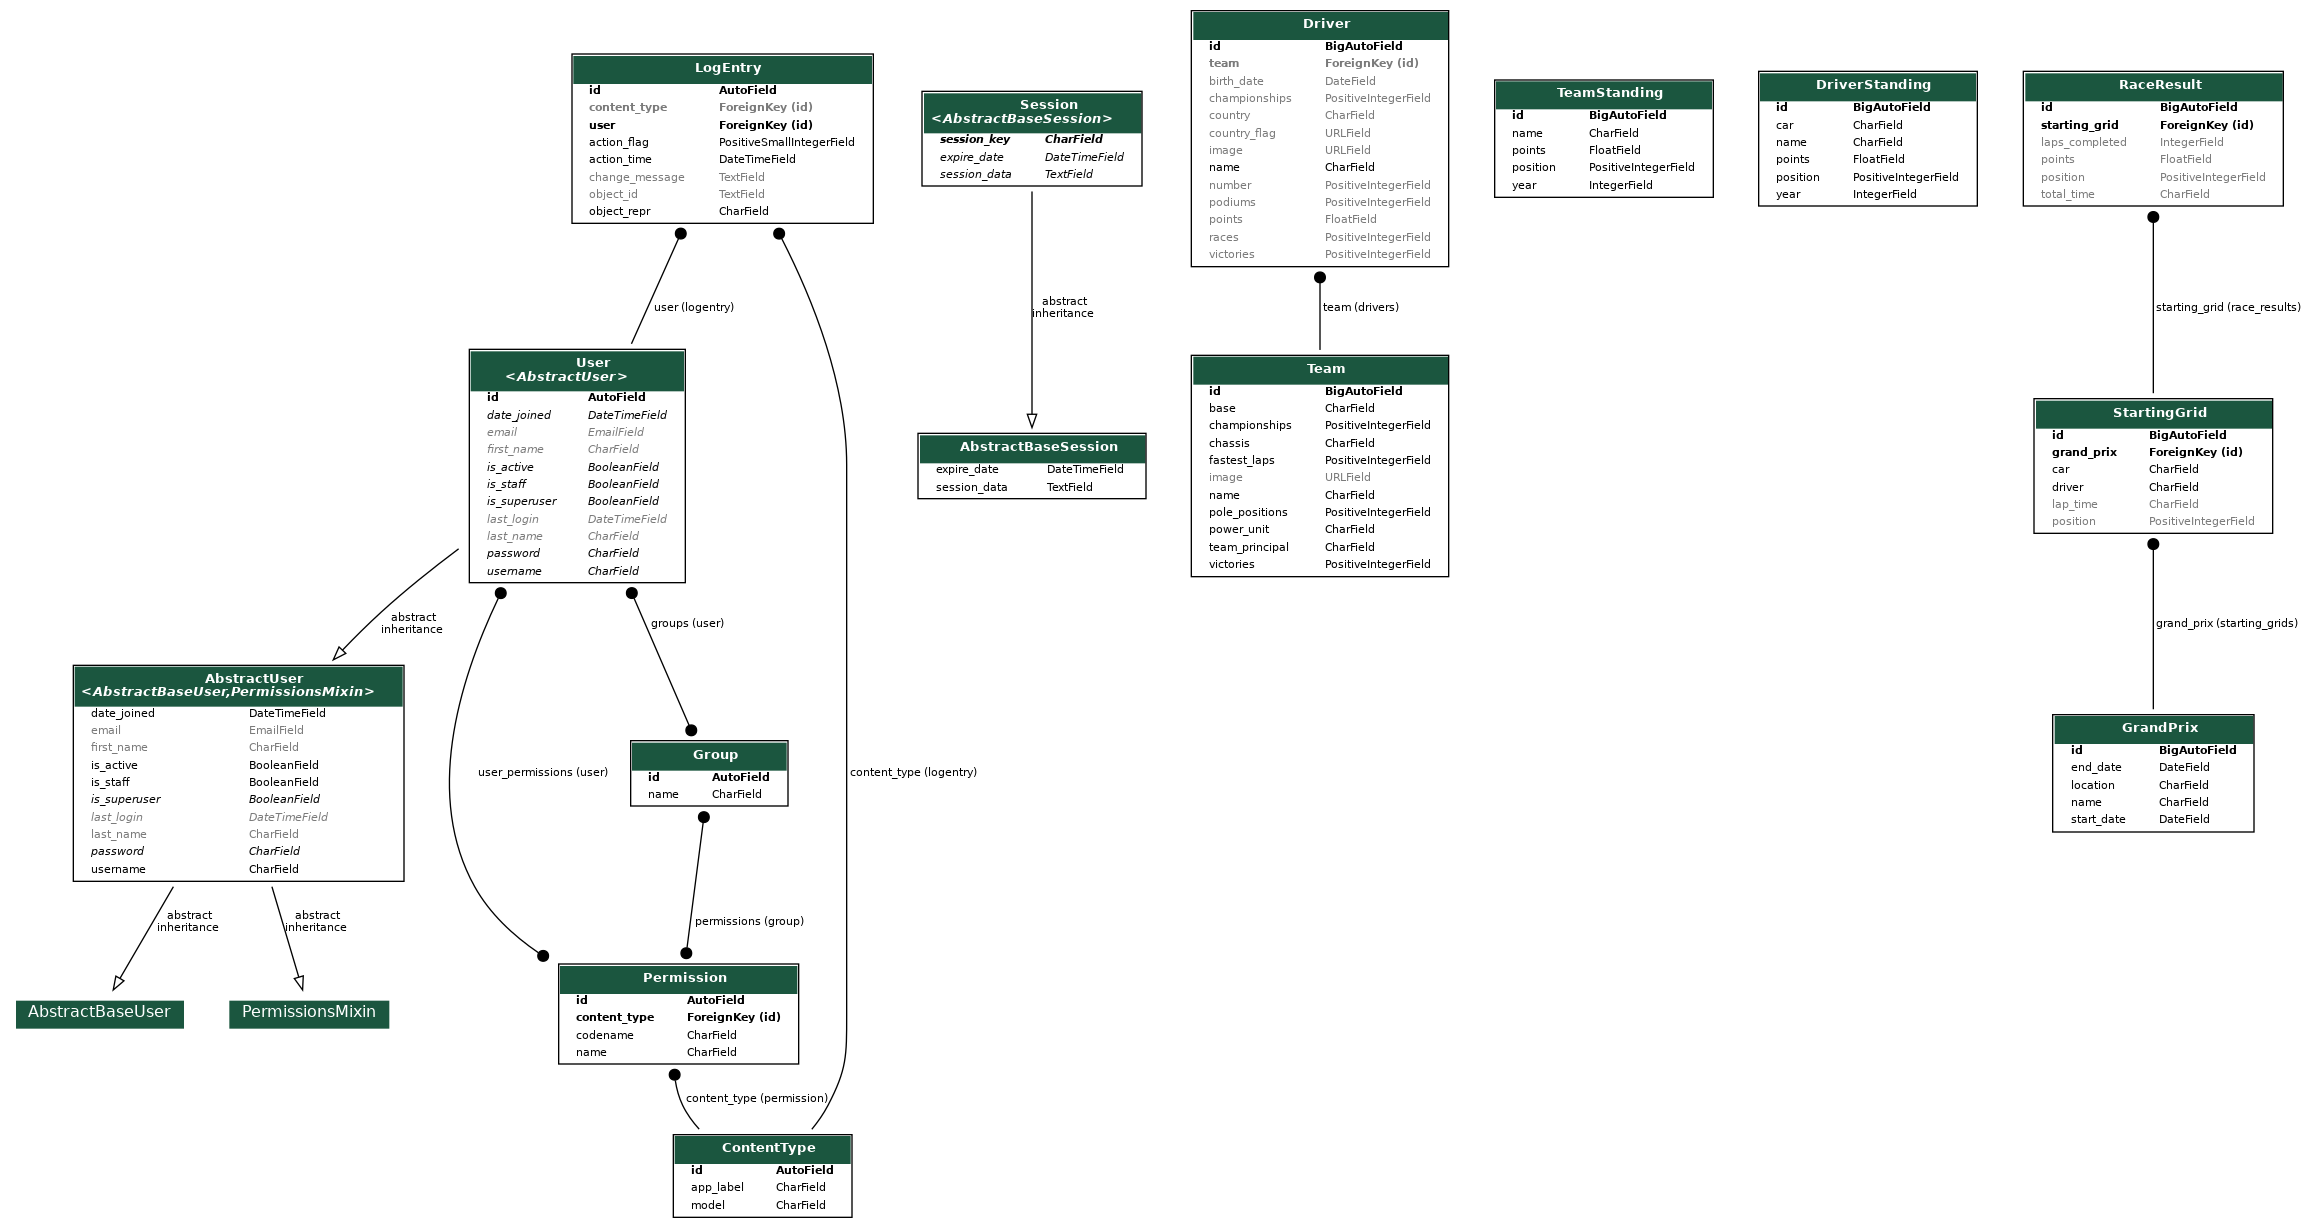 LogEntry
id AutoField
content_type ForeignKey (id)
user ForeignKey (id)
action_flag PositiveSmallIntegerField
action_time DateTimeField
change_message TextField
object_id TextField
object_repr CharField
Session
<AbstractBaseSession>
session_key CharField
expire_date DateTimeField
session_data TextField
Driver
id BigAutoField
team ForeignKey (id)
birth_date DateField
championships PositiveIntegerField
country CharField
country_flag URLField
image URLField
name CharField
number PositiveIntegerField
podiums PositiveIntegerField
points FloatField
races PositiveIntegerField
victories PositiveIntegerField
TeamStanding
id BigAutoField
name CharField
points FloatField
position PositiveIntegerField
year IntegerField
DriverStanding
id BigAutoField
car CharField
name CharField
points FloatField
position PositiveIntegerField
year IntegerField
RaceResult
id BigAutoField
starting_grid ForeignKey (id)
laps_completed IntegerField
points FloatField
position PositiveIntegerField
total_time CharField
user (logentry)
abstract
inheritance
team (drivers)
starting_grid (race_results)
User
<AbstractUser>
id AutoField
date_joined DateTimeField
email EmailField
first_name CharField
is_active BooleanField
is_staff BooleanField
is_superuser BooleanField
last_login DateTimeField
last_name CharField
password CharField
username CharField
AbstractBaseSession
expire_date DateTimeField
session_data TextField
Team
id BigAutoField
base CharField
championships PositiveIntegerField
chassis CharField
fastest_laps PositiveIntegerField
image URLField
name CharField
pole_positions PositiveIntegerField
power_unit CharField
team_principal CharField
victories PositiveIntegerField
StartingGrid
id BigAutoField
grand_prix ForeignKey (id)
car CharField
driver CharField
lap_time CharField
position PositiveIntegerField
abstract
inheritance
groups (user)
grand_prix (starting_grids)
AbstractUser
<AbstractBaseUser,PermissionsMixin>
date_joined DateTimeField
email EmailField
first_name CharField
is_active BooleanField
is_staff BooleanField
is_superuser BooleanField
last_login DateTimeField
last_name CharField
password CharField
username CharField
user_permissions (user)
Group
id AutoField
name CharField
content_type (logentry)
GrandPrix
id BigAutoField
end_date DateField
location CharField
name CharField
start_date DateField
abstract
inheritance
abstract
inheritance
permissions (group)
AbstractBaseUser
PermissionsMixin
Permission
id AutoField
content_type ForeignKey (id)
codename CharField
name CharField
content_type (permission)
ContentType
id AutoField
app_label CharField
model CharField